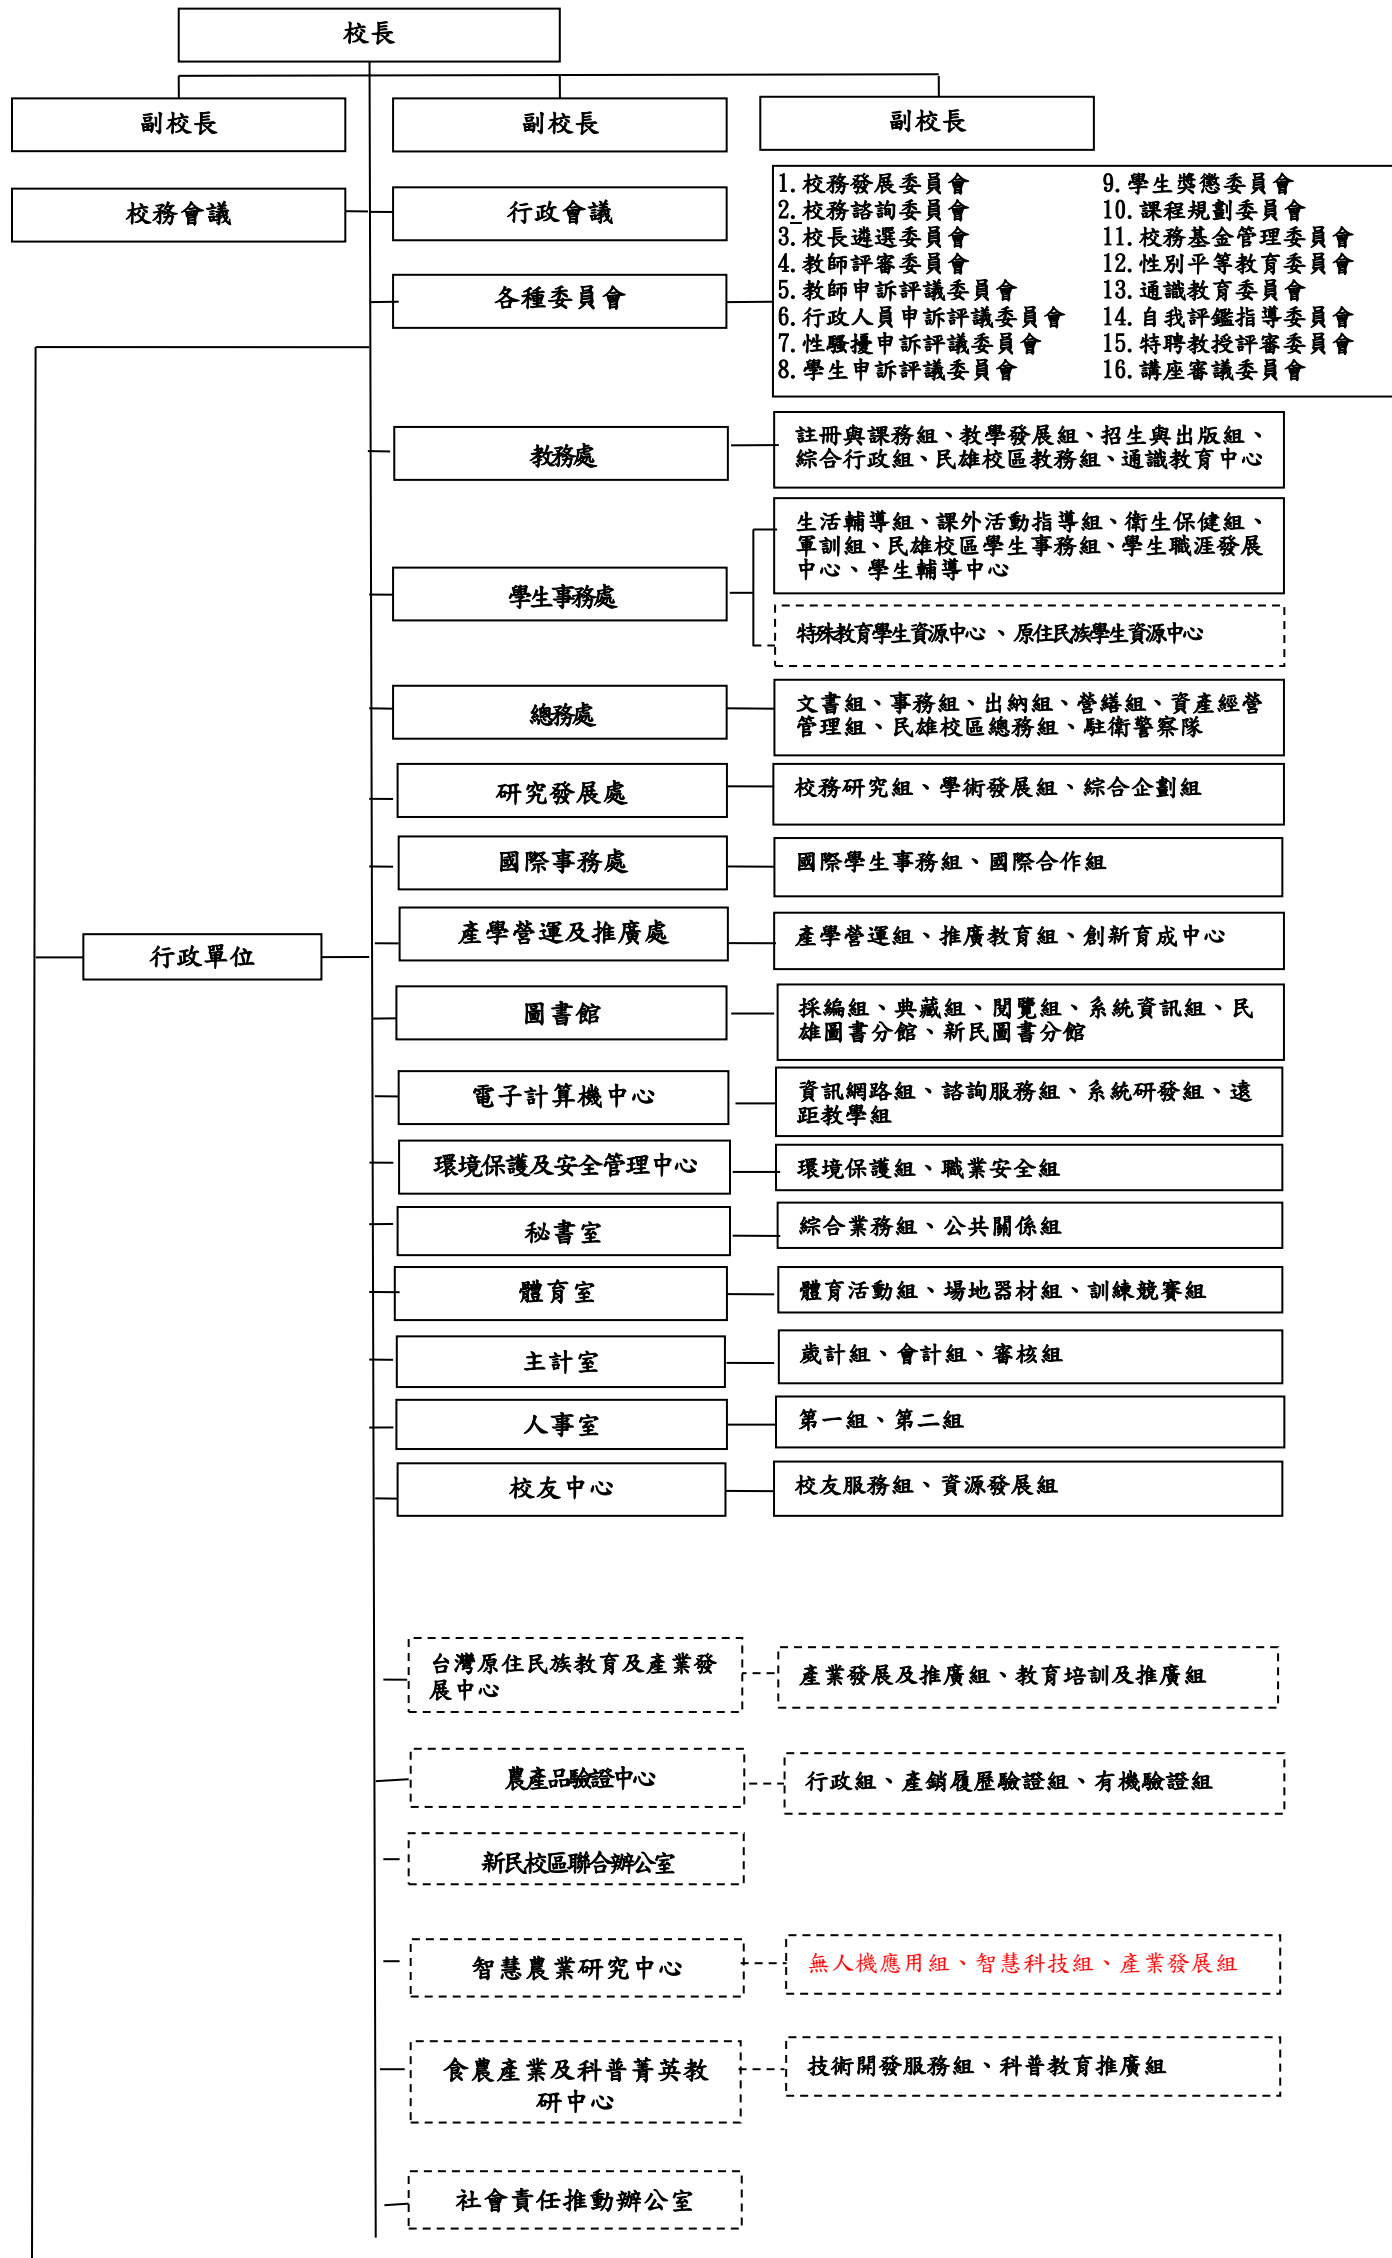 校長
副校長
副校長
副校長
校務會議
行政會議
各種委員會
1.校務發展委員會
2.校務諮詢委員會
3.校長遴選委員會
4.教師評審委員會
5.教師申訴評議委員會
6.行政人員申訴評議委員會
7.性騷擾申訴評議委員會
8.學生申訴評議委員會
9.學生獎懲委員會
10.課程規劃委員會
11.校務基金管理委員會
12.性別平等教育委員會
13.通識教育委員會
14.自我評鑑指導委員會
15.特聘教授評審委員會
16.講座審議委員會
行政單位
教務處
註冊與課務組、教學發展組、招生與出版組、
綜合行政組、民雄校區教務組、通識教育中心
學生事務處
生活輔導組、課外活動指導組、衛生保健組、
軍訓組、民雄校區學生事務組、學生職涯發展
中心、學生輔導中心
特殊教育學生資源中心、原住民族學生資源中心
總務處
文書組、事務組、出納組、營繕組、資產經營
管理組、民雄校區總務組、駐衛警察隊
研究發展處
校務研究組、學術發展組、綜合企劃組
國際事務處
國際學生事務組、國際合作組
產學營運及推廣處
產學營運組、推廣教育組、創新育成中心
圖書館
採編組、典藏組、閱覽組、系統資訊組、民
雄圖書分館、新民圖書分館
電子計算機中心
資訊網路組、諮詢服務組、系統研發組、遠
距教學組
環境保護及安全管理中心
環境保護組、職業安全組
秘書室
綜合業務組、公共關係組
體育室
體育活動組、場地器材組、訓練競賽組
主計室
歲計組、會計組、審核組
人事室
第一組、第二組
校友中心
校友服務組、資源發展組
台灣原住民族教育及產業發
展中心
產業發展及推廣組、教育培訓及推廣組
農產品驗證中心
行政組、產銷履歷驗證組、有機驗證組
新民校區聯合辦公室
智慧農業研究中心
無人機應用組、智慧科技組、產業發展組
食農產業及科普菁英教
研中心
技術開發服務組、科普教育推廣組
社會責任推動辦公室